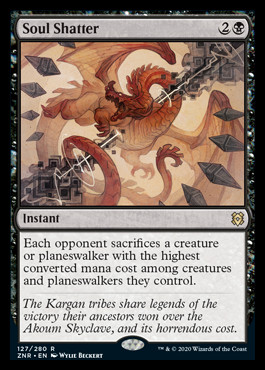 Soul Shatter 2
Instant
Each opponent sacrifices a creature
or planeswalker with the highest
converted mana cost among creatures
and planeswalkers they control.
The Kargan tribes share legends of the
victory their ancestors won over the
Akoum Skyclave, and its horrendous cost.
127/280 R
ZNR • EN Wylie Beckert
™ & © 2020 Wizards of the Coast